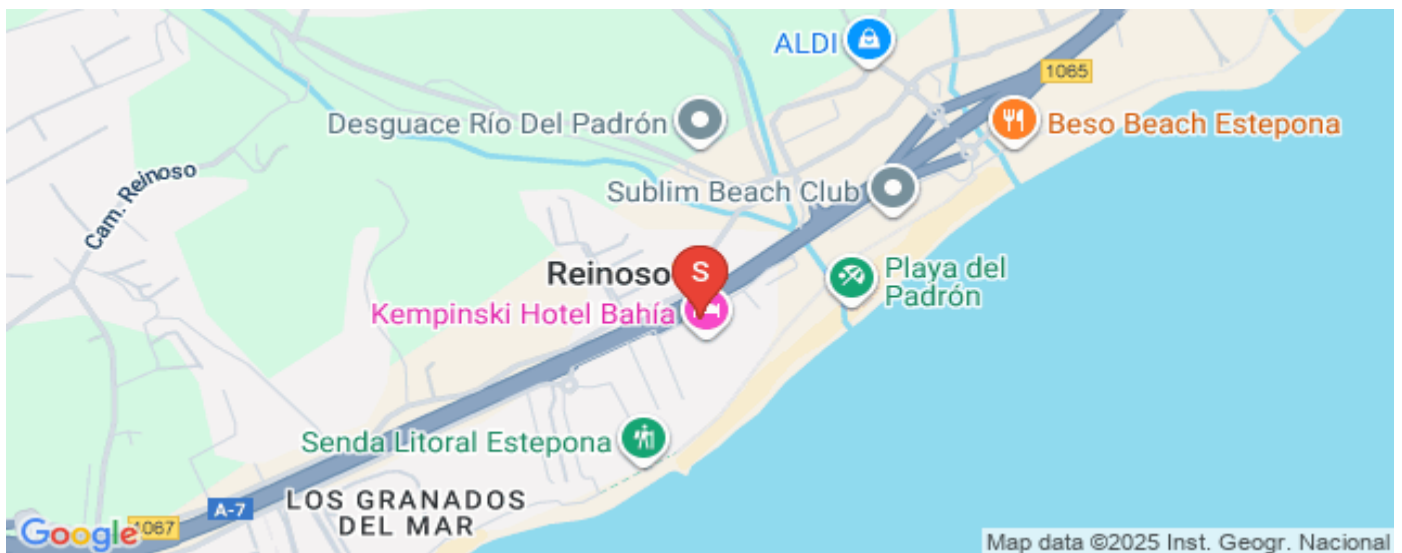 ALDI
1065
Desguace Río Del Padrón
Beso Beach Estepona
Cam. Reinoso
Sublim Beach Club
Reinoso
S
Playa del
Padrón
Kempinski Hotel Bahía
Senda Litoral Estepona
A-7
LOS GRANADOS
DEL MAR
Google
1067
Map data ©2025 Inst. Geogr. Nacional